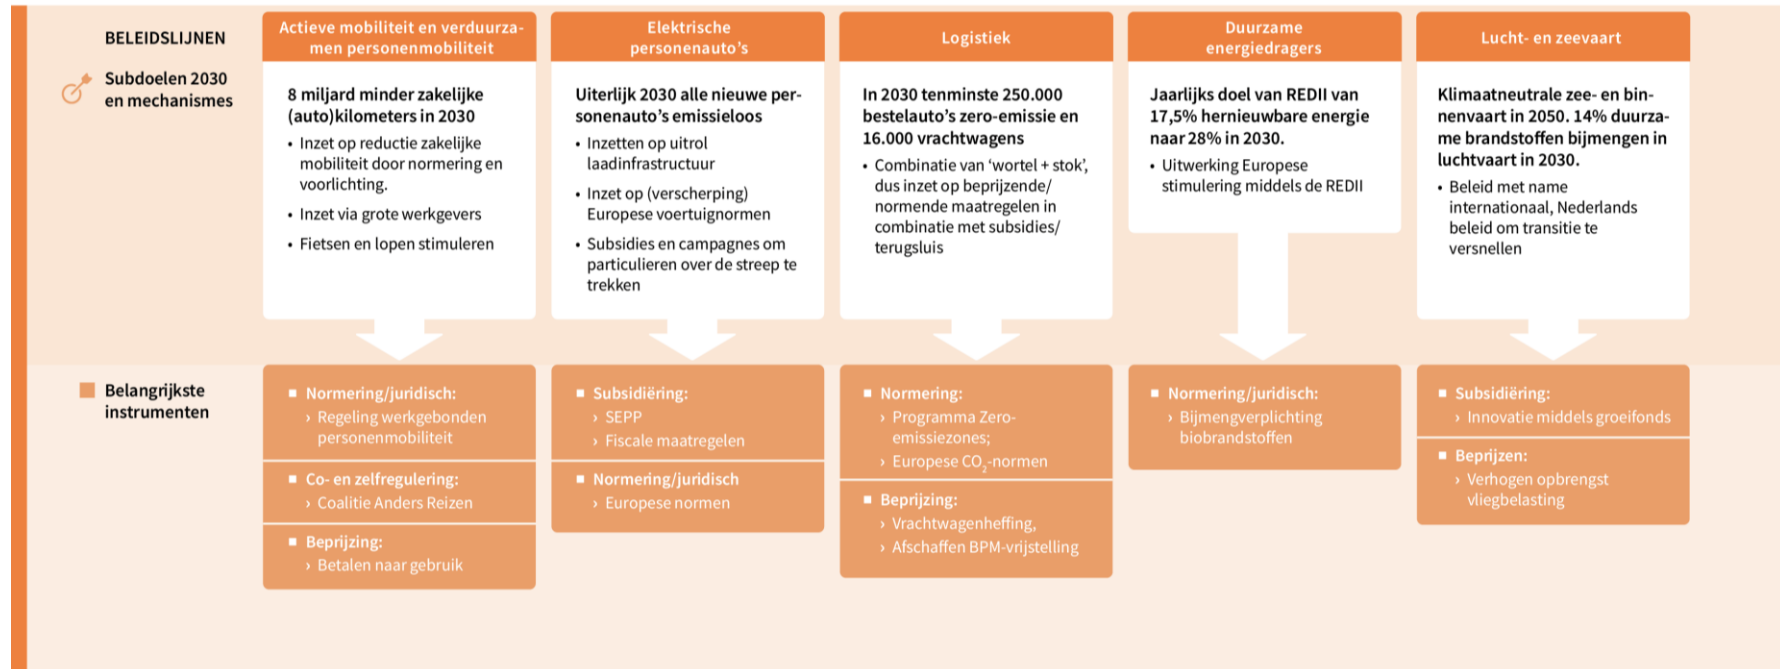 BELEIDSLIJNEN
Subdoelen 2030
en mechanismes
Actieve mobiliteit en verduurza-
men personenmobiliteit
8 miljard minder zakelijke
(auto)kilometers in 2030
• Inzet op reductie zakelijke
mobiliteit door normering en
voorlichting.
• Inzet via grote werkgevers
• Fietsen en lopen stimuleren
Elektrische
personenauto’s
Uiterlijk 2030 alle nieuwe per-
sonenauto’s emissieloos
• Inzetten op uitrol
laadinfrastructuur
• Inzet op (verscherping)
Europese voertuignormen
• Subsidies en campagnes om
particulieren over de streep te
trekken
Logistiek
In 2030 tenminste 250.000
bestelauto’s zero-emissie en
16.000 vrachtwagens
• Combinatie van ‘wortel + stok’,
dus inzet op beprijzende/
normende maatregelen in
combinatie met subsidies/
terugsluis
Duurzame
energiedragers
Jaarlijks doel van REDII van
17,5% hernieuwbare energie
naar 28% in 2030.
• Uitwerking Europese
stimulering middels de REDII
Lucht- en zeevaart
Klimaatneutrale zee- en bin-
nenvaart in 2050. 14% duurza-
me brandstoffen bijmengen in
luchtvaart in 2030.
• Beleid met name
internationaal, Nederlands
beleid om transitie te
versnellen
Belangrijkste
instrumenten
Normering/juridisch:
› Regeling werkgebonden
personenmobiliteit
Co- en zelfregulering:
› Coalitie Anders Reizen
Beprijzing:
› Betalen naar gebruik
Subsidiëring:
› SEPP
› Fiscale maatregelen
Normering/juridisch
› Europese normen
Normering:
› Programma Zero-
emissiezones;
› Europese CO₂-normen
Beprijzing:
› Vrachtwagenheffing,
› Afschaffen BPM-vrijstelling
Normering/juridisch:
› Bijmengverplichting
biobrandstoffen
Subsidiëring:
› Innovatie middels groeifonds
Beprijzen:
› Verhogen opbrengst
vliegbelasting